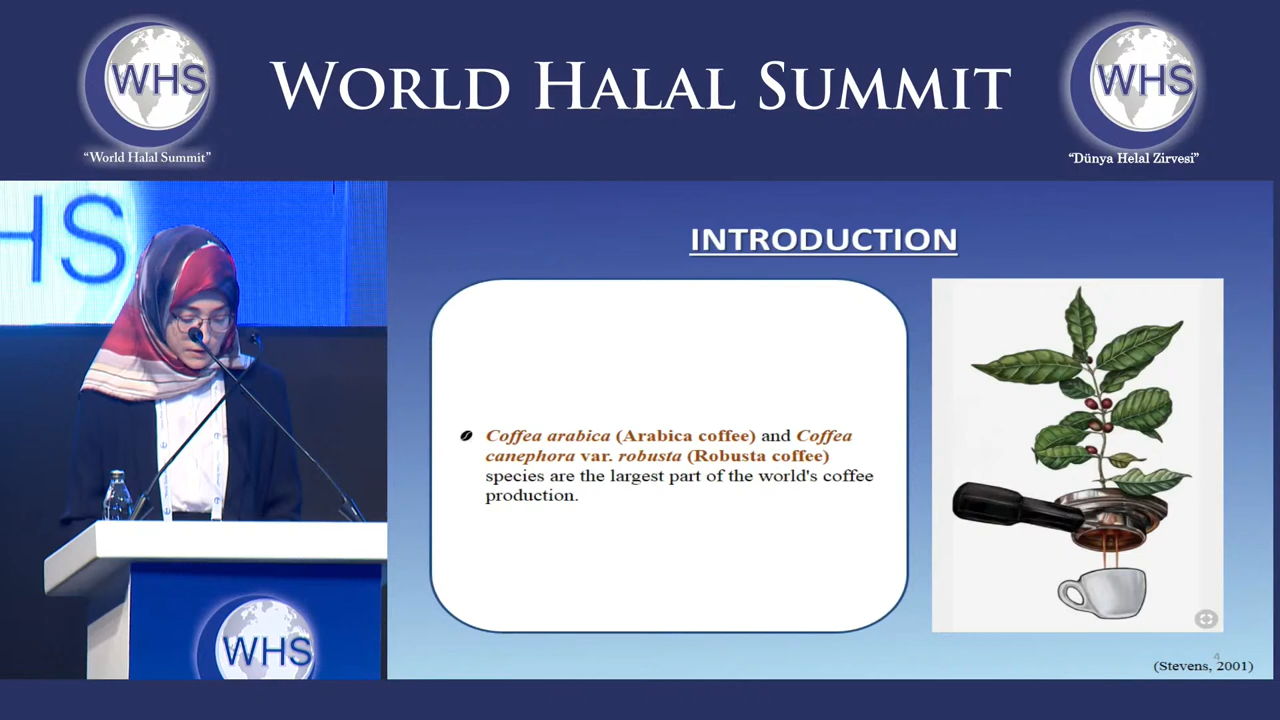 WHS
"World Halal Summit"
WORLD HALAL SUMMIT
WHS
"Dünya Helal Zirvesi"
HS
WHS
INTRODUCTION
Coffea arabica (Arabica coffee) and Coffea
canephora var. robusta (Robusta coffee)
species are the largest part of the world's coffee
production.
4
(Stevens, 2001)